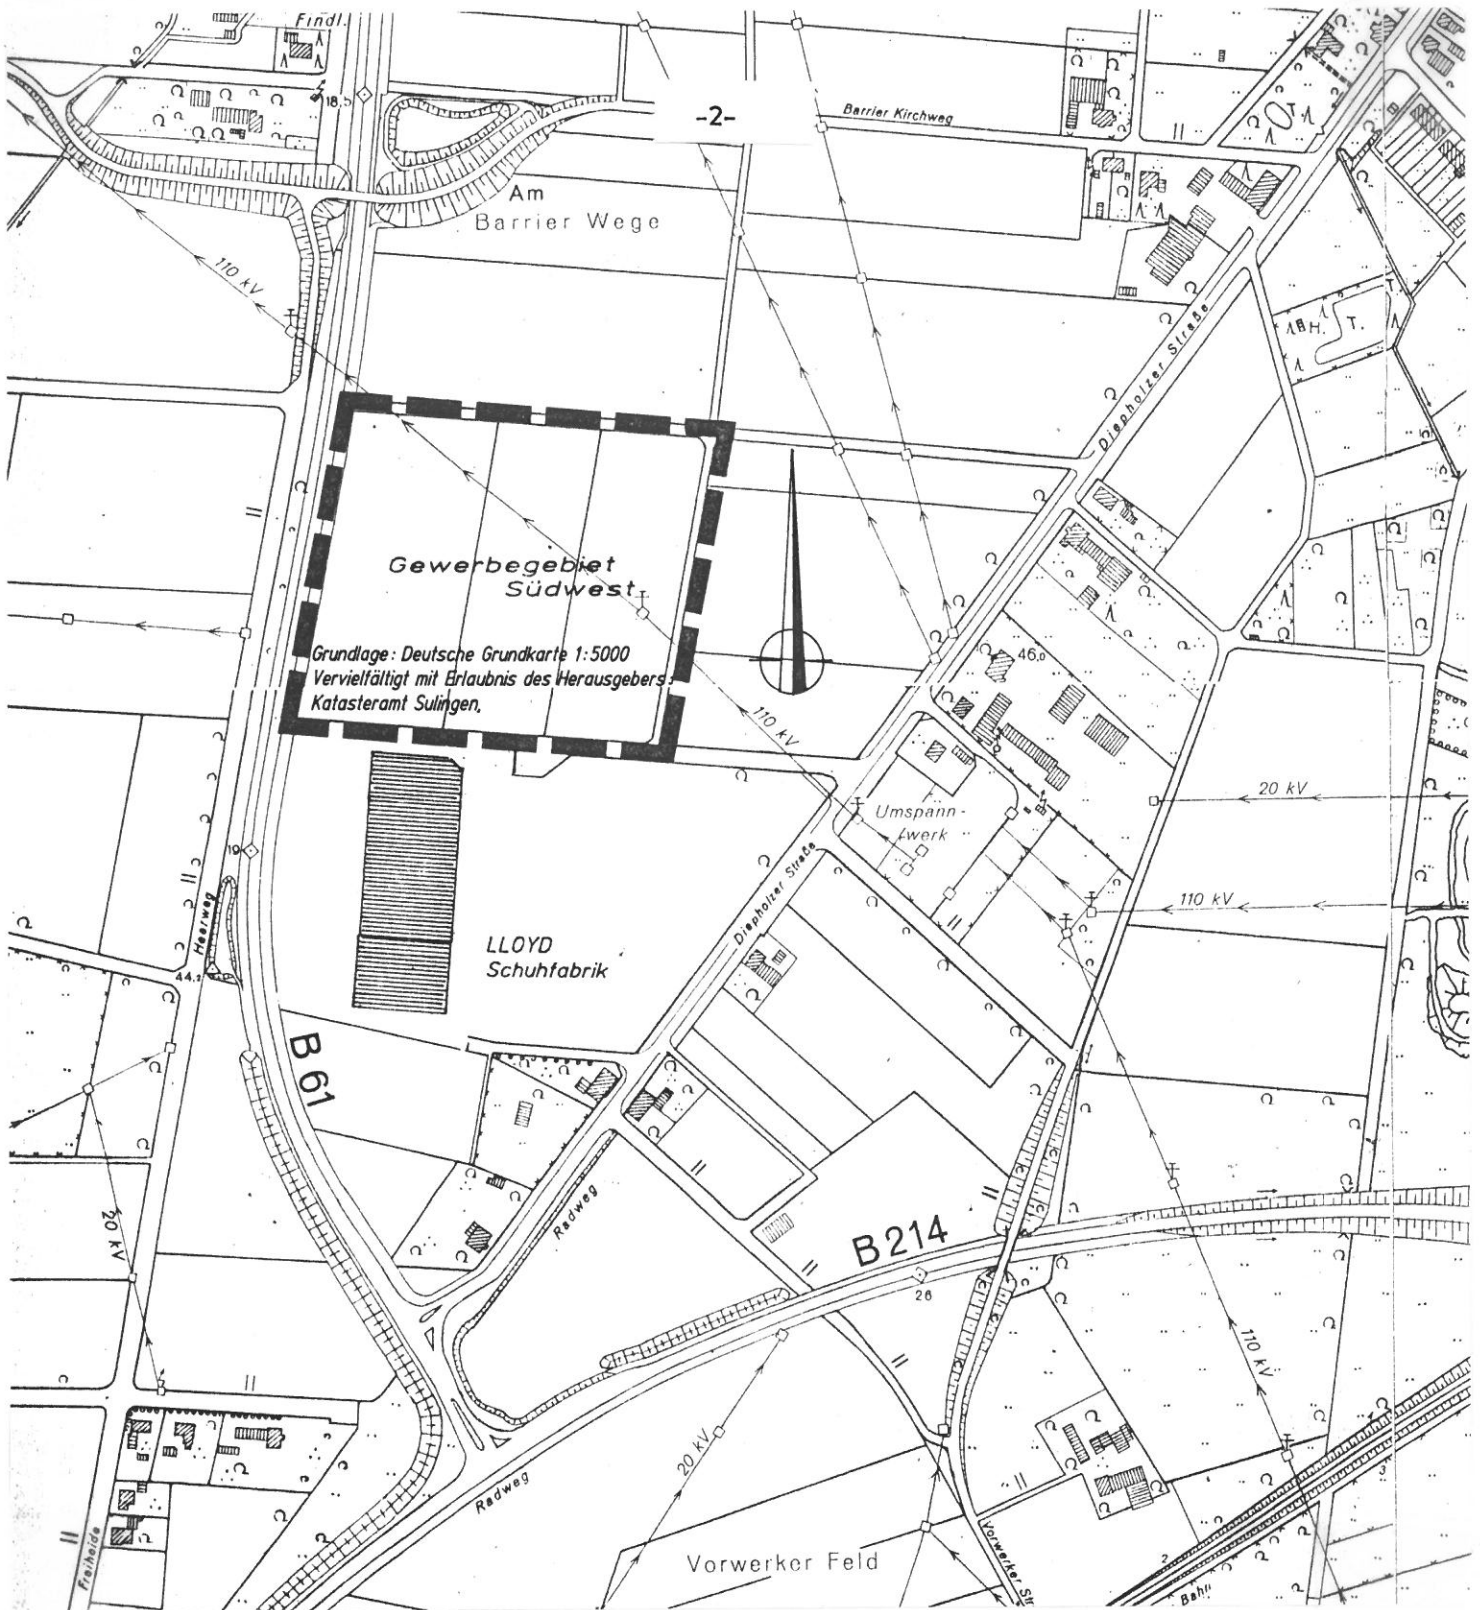 Findl.
18,5
-2-
Barrier Kirchweg
Am
Barrier Wege
110 kV
H.
T.
T.
T
Diepholzer Straße
Gewerbegebiet
Südwest
46,0
Grundlage: Deutsche Grundkarte 1:5000
Vervielfältigt mit Erlaubnis des Herausgebers:
Katasteramt Sulingen.
110 kV
20 kV
Umspann-
werk
19
Diepholzer Straße
110 kV
Heerweg
LLOYD
Schuhfabrik
44,2
B 61
Radweg
20 kV
B 214
26
110 kV
20 kV
Radweg
Freiheide
Vorwerker Feld
Vorwerker Str
2
3
Bahn